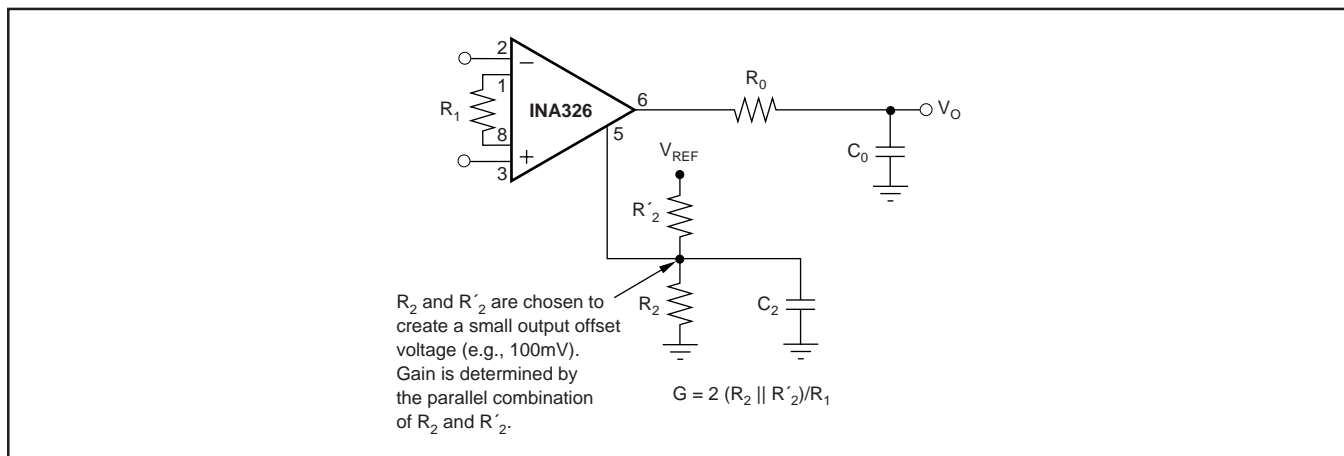 2
−
1
R1
INA326
8
+
3
6
5
R0
VO
C0
VREF
R´2
R2
C2
R2 and R´2 are chosen to
create a small output offset
voltage (e.g., 100mV).
Gain is determined by
the parallel combination
of R2 and R´2.
G = 2 (R2 || R´2)/R1